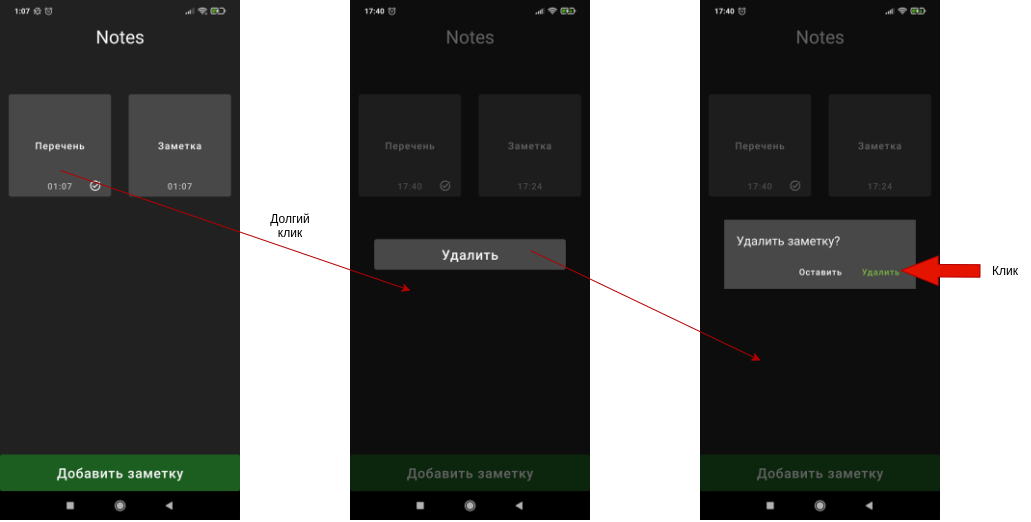 1:07
Notes
Перечень
01:07
Заметка
01:07
Добавить заметку
Долгий
клик
17:40
Notes
Перечень
17:40
Заметка
17:24
Удалить
Добавить заметку
17:40
Notes
Перечень
17:40
Заметка
17:24
Удалить заметку?
Оставить Удалить
Добавить заметку
Клик